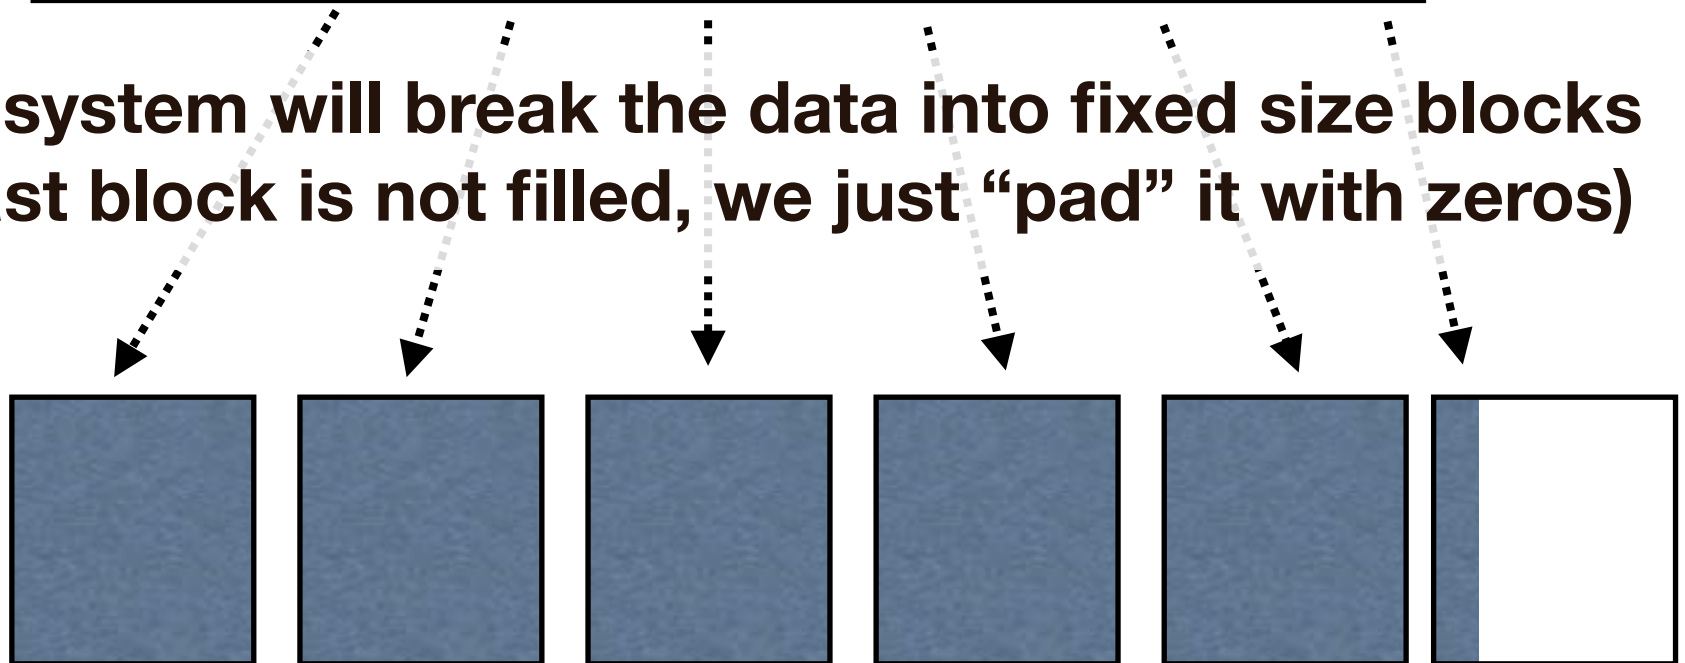 system will break the data into fixed size blocks
st block is not filled, we just “pad” it with zeros)